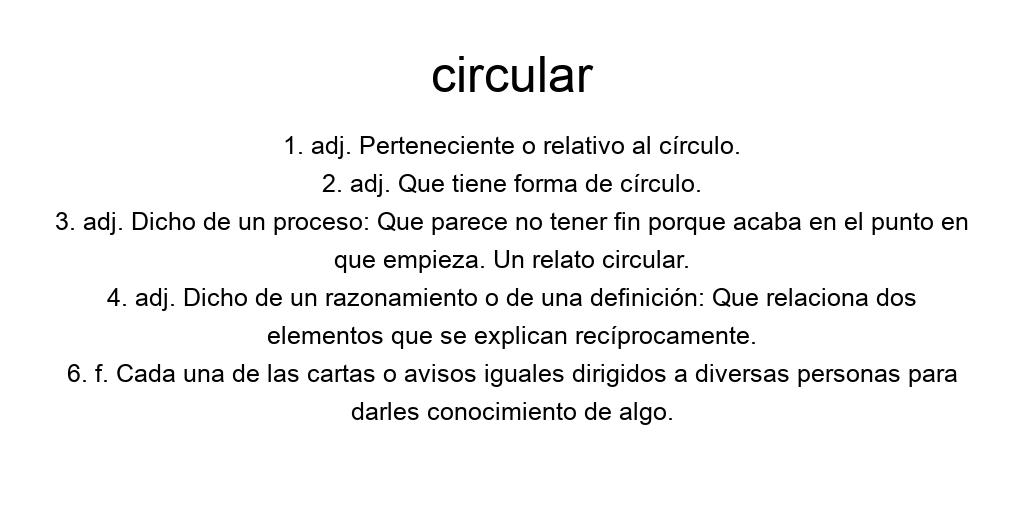 circular
1. adj. Perteneciente o relativo al círculo.
2. adj. Que tiene forma de círculo.
3. adj. Dicho de un proceso: Que parece no tener fin porque acaba en el punto en
que empieza. Un relato circular.
4. adj. Dicho de un razonamiento o de una definición: Que relaciona dos
elementos que se explican recíprocamente.
6. f. Cada una de las cartas o avisos iguales dirigidos a diversas personas para
darles conocimiento de algo.